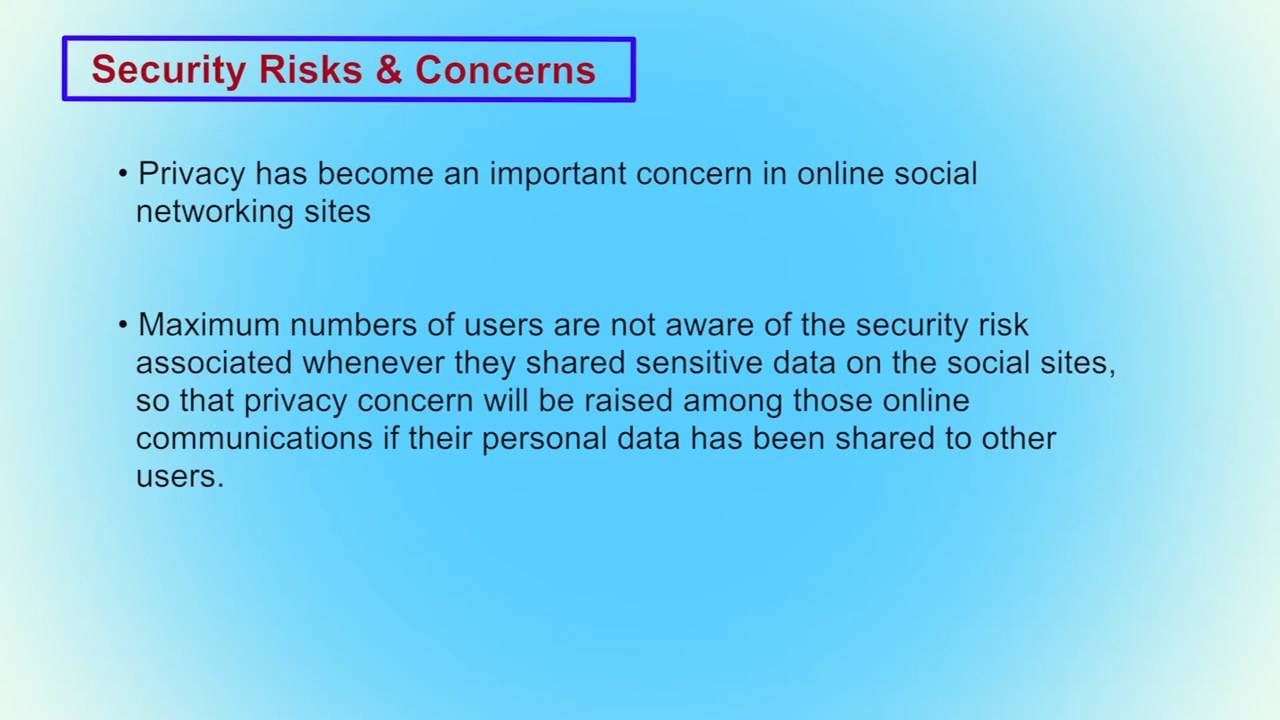 Security Risks & Concerns
• Privacy has become an important concern in online social
networking sites
• Maximum numbers of users are not aware of the security risk
associated whenever they shared sensitive data on the social sites,
so that privacy concern will be raised among those online
communications if their personal data has been shared to other
users.